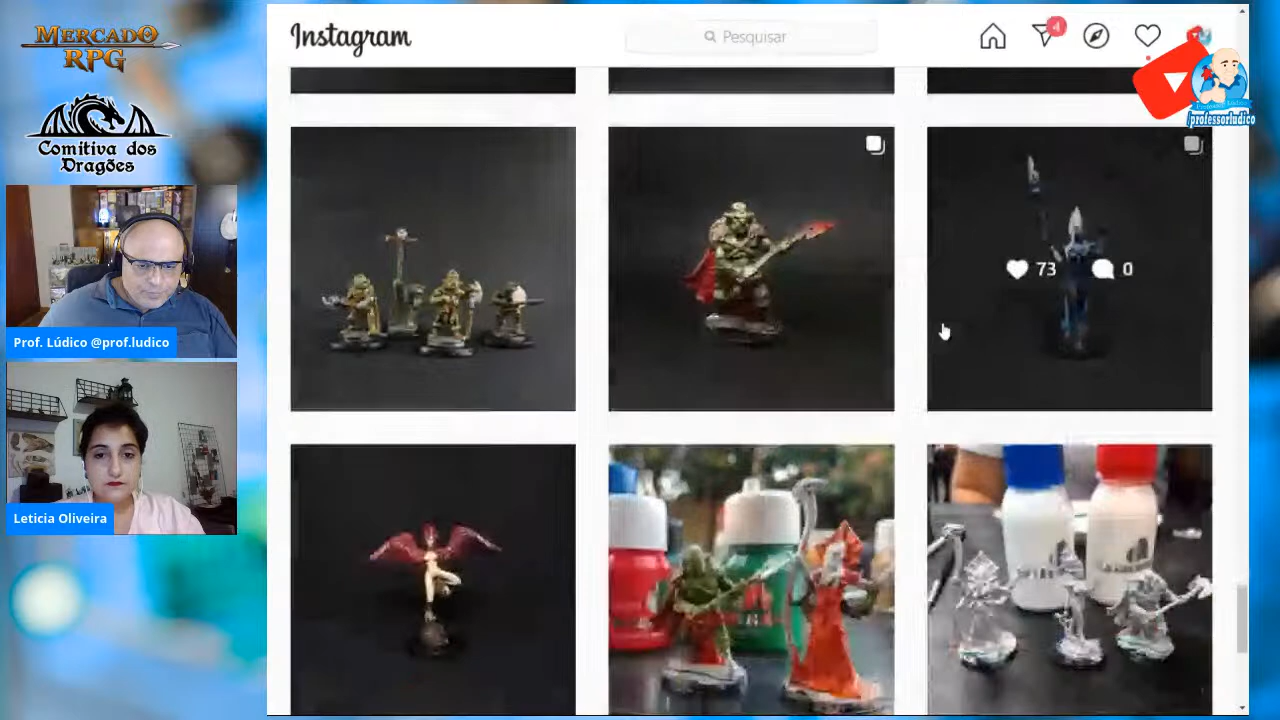 MERCADO
RPG
Comitiva dos
Dragões
Prof. Lúdico @prof.ludico
Leticia Oliveira
Instagram
Pesquisar
4
/professorludico
73
0